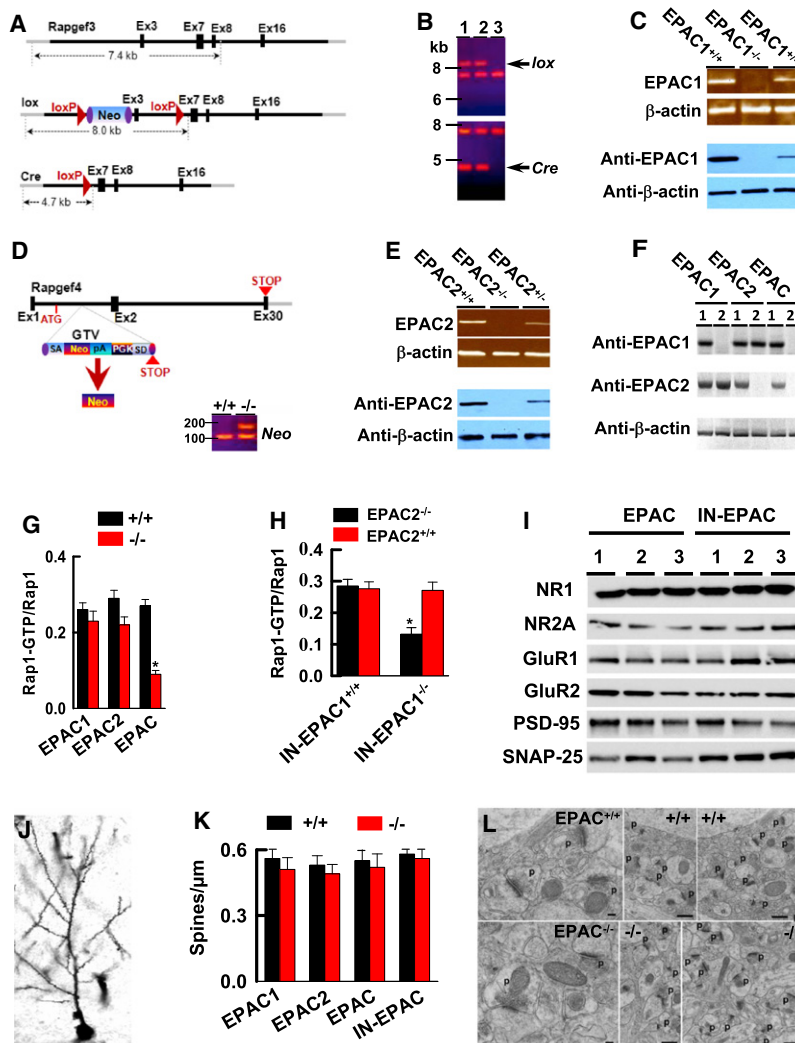 A
Rapgef3 Ex3 Ex7 Ex8 Ex16
7.4 kb
lox loxP Neo Ex3 loxP Ex7 Ex8 Ex16
8.0 kb
Cre loxP Ex7 Ex8 Ex16
4.7 kb
B
1 2 3
kb
8
6
lox
8
5
Cre
C
EPAC1+/+ EPAC1-/- EPAC1+/-
EPAC1
β-actin
Anti-EPAC1
Anti-β-actin
D
Rapgef4
STOP
Ex1 ATG Ex2 Ex30
GTV
SA Neo pA PGK SD
STOP
Neo
+/+ -/-
200
100
Neo
E
EPAC2+/+ EPAC2-/- EPAC2+/-
EPAC2
β-actin
Anti-EPAC2
Anti-β-actin
F
EPAC1 EPAC2 EPAC
1 2 1 2 1 2
Anti-EPAC1
Anti-EPAC2
Anti-β-actin
G
+/+
-/-
Rap1-GTP/Rap1
0.4
0.2
0.0
*
EPAC1 EPAC2 EPAC
H
EPAC2-/-
EPAC2+/+
Rap1-GTP/Rap1
0.4
0.3
0.2
0.1
0
*
IN-EPAC1+/+ IN-EPAC1-/-
I
EPAC IN-EPAC
1 2 3 1 2 3
NR1
NR2A
GluR1
GluR2
PSD-95
SNAP-25
J
K
+/+ -/-
Spines/µm
0.6
0.3
0.0
EPAC1 EPAC2 EPAC IN-EPAC
L
EPAC+/+ +/+ +/+
p p p p p p p p p p p p
EPAC-/- -/- -/
p p p p p p p p p p p p